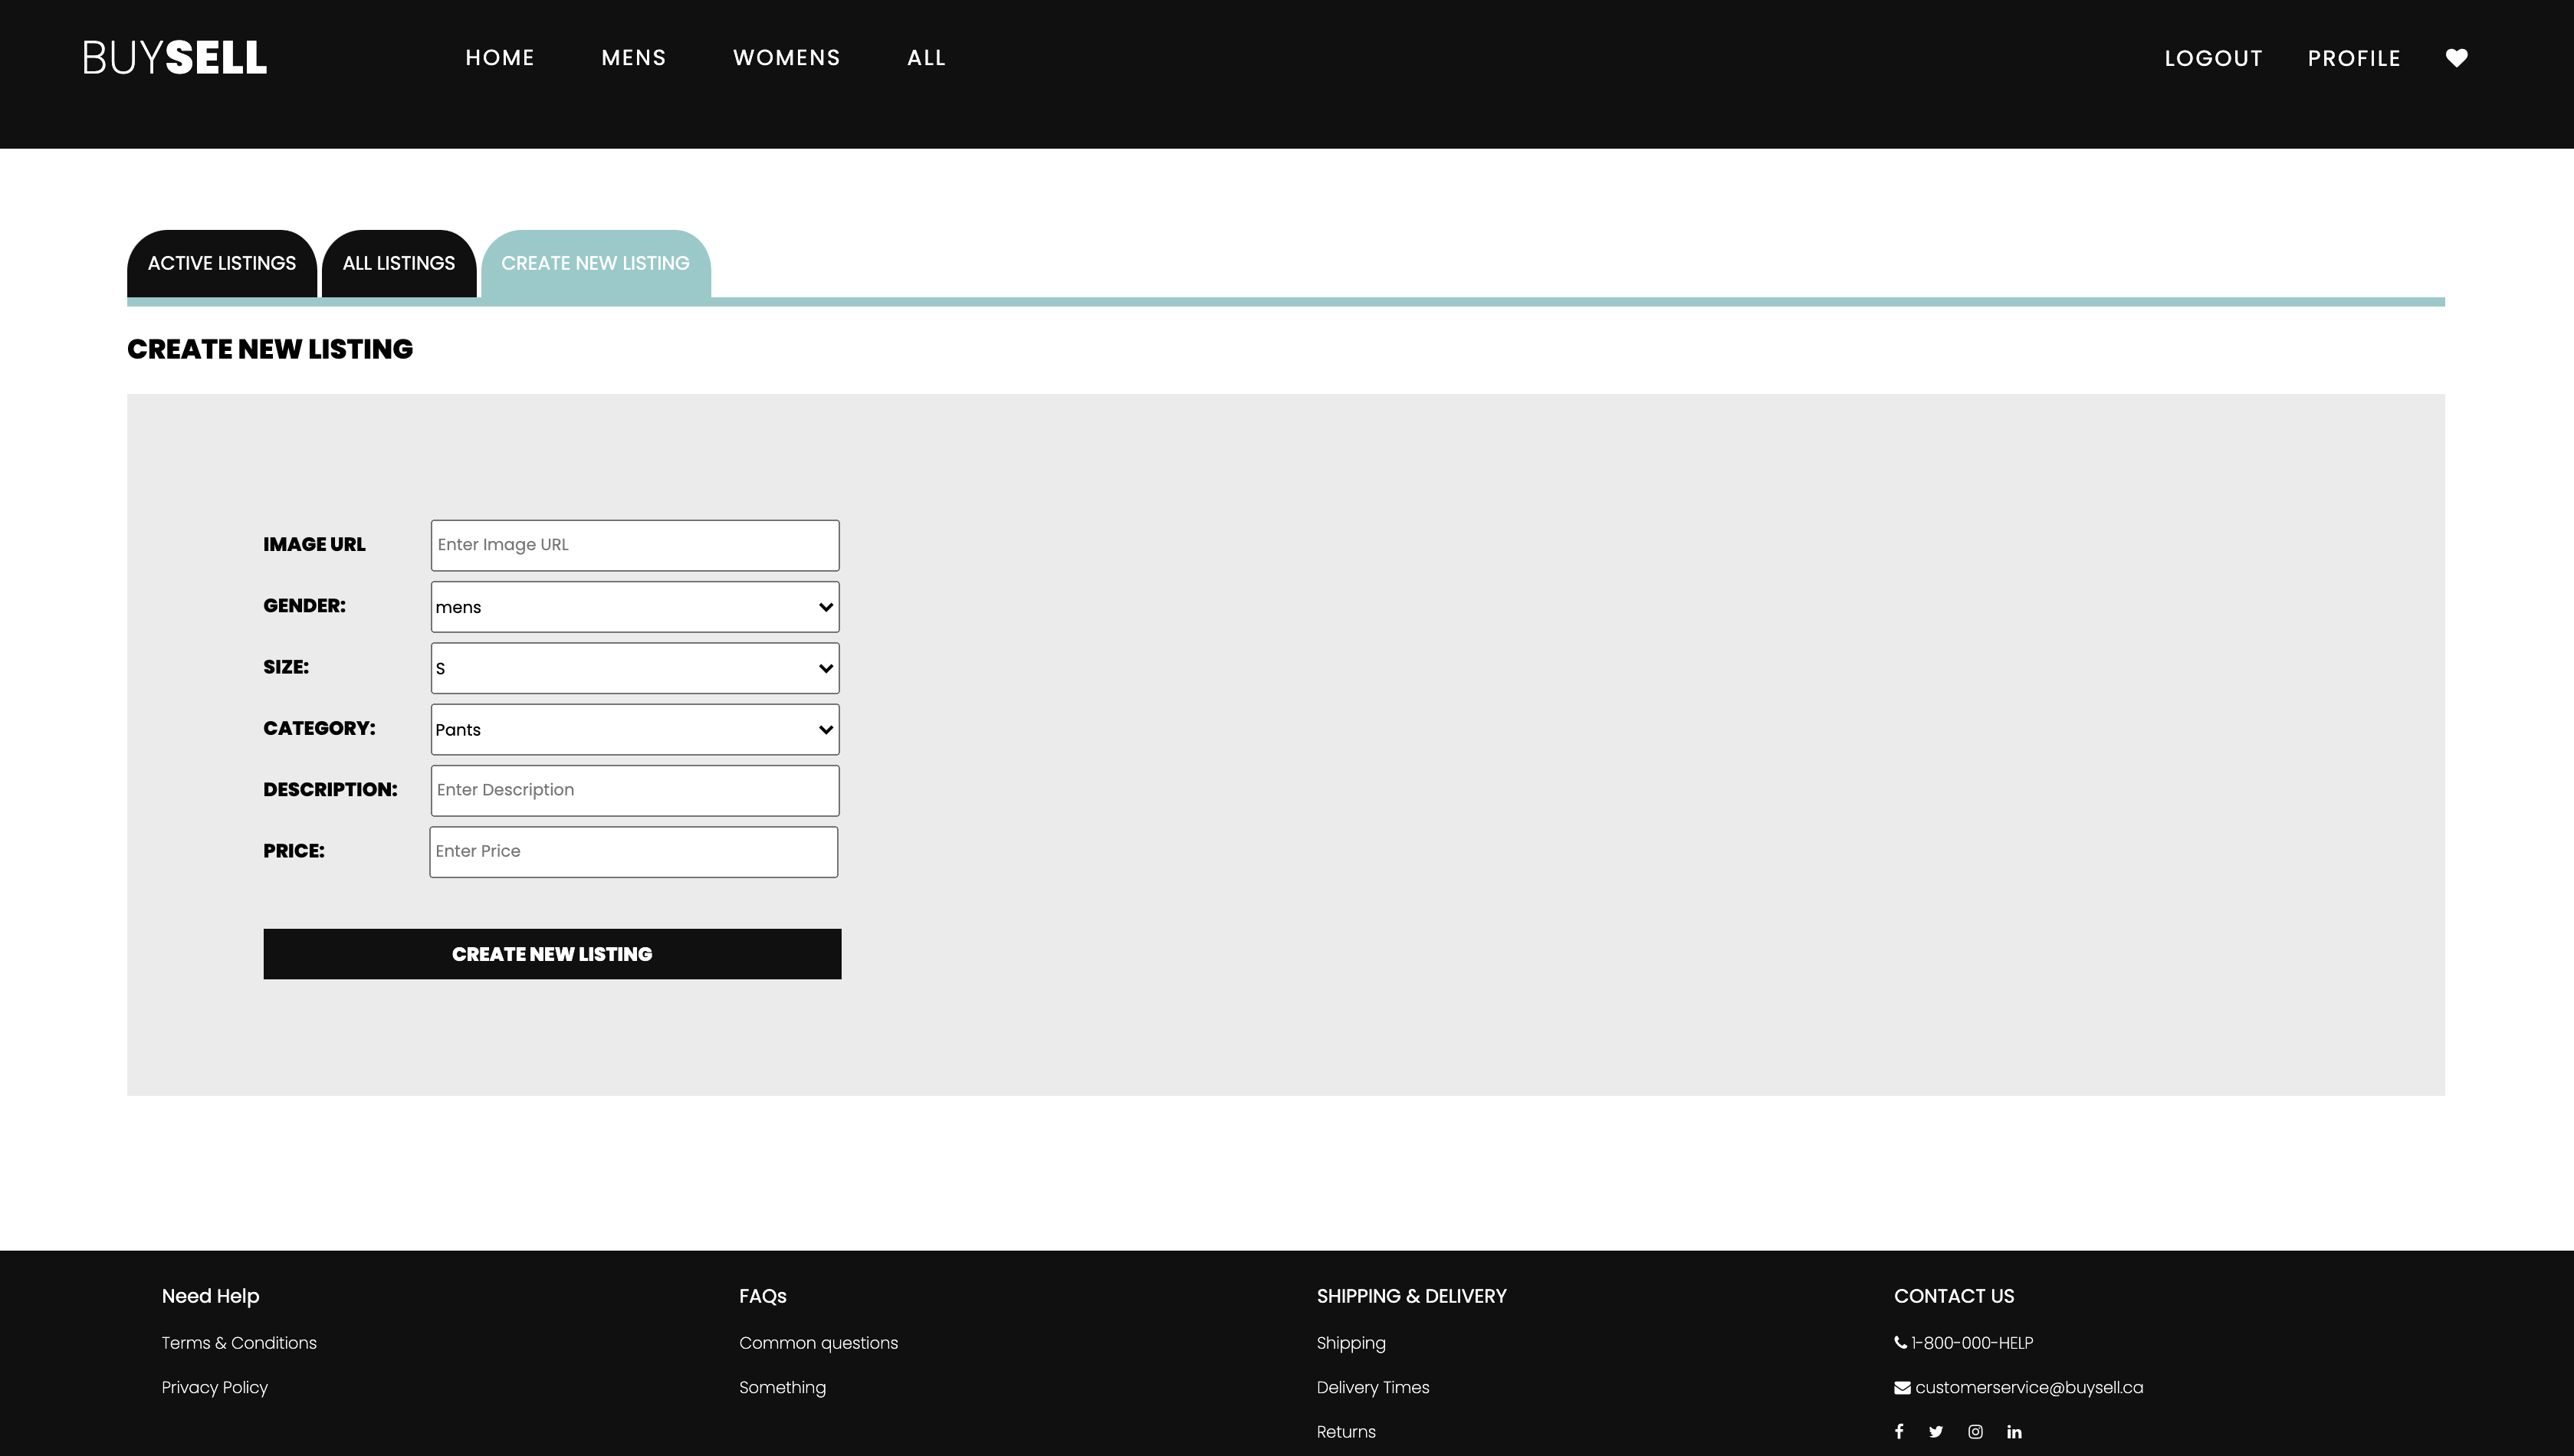 BUYSELL HOME MENS WOMENS ALL LOGOUT PROFILE
ACTIVE LISTINGS ALL LISTINGS CREATE NEW LISTING
CREATE NEW LISTING
IMAGE URL Enter Image URL
GENDER: mens
SIZE: S
CATEGORY: Pants
DESCRIPTION: Enter Description
PRICE: Enter Price
CREATE NEW LISTING
Need Help FAQs SHIPPING & DELIVERY CONTACT US
Terms & Conditions Common questions Shipping 1-800-000-HELP
Privacy Policy Something Delivery Times customerservice@buysell.ca
Returns